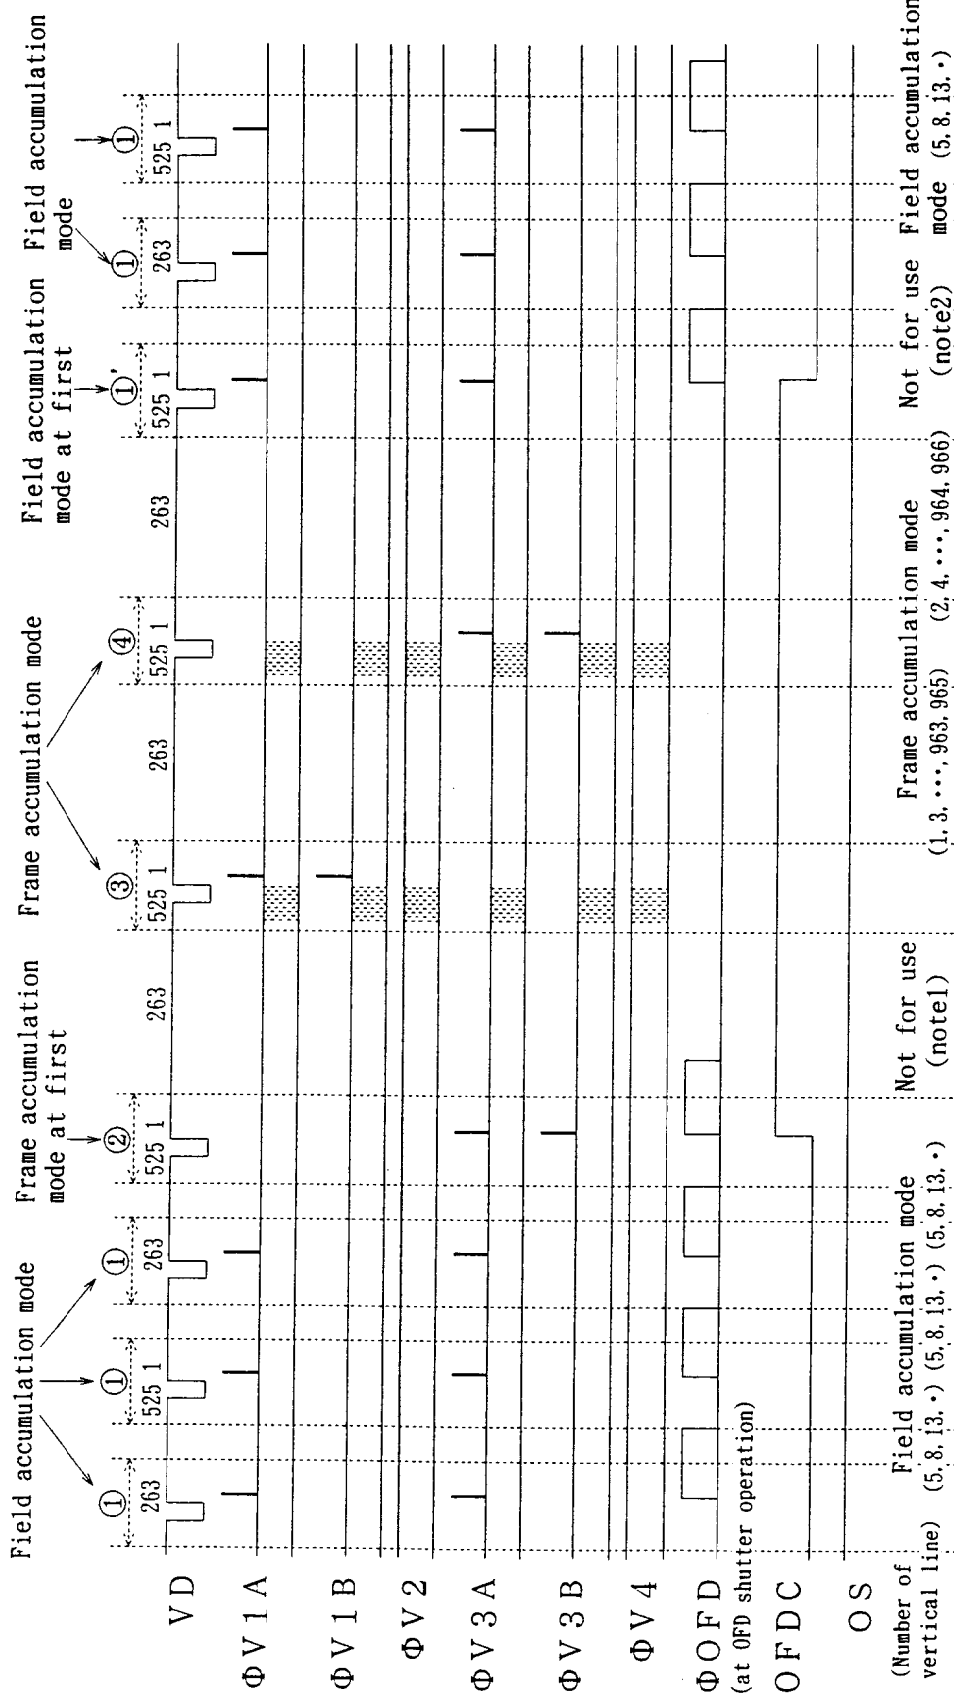 Field accumulation mode
Frame accumulation
mode at first
Frame accumulation mode
Field accumulation
mode at first
Field accumulation
mode
① ① ① ② ③ ④ ①' ① ①
VD
263 525 1 263 525 1 263 525 1 263 525 1 263 525 1 263 525 1
ΦV1A
ΦV1B
ΦV2
ΦV3A
ΦV3B
ΦV4
ΦOFD
(at OFD shutter operation)
OFDC
OS
(Number of
vertical line)
Field accumulation mode
(5,8,13,・) (5,8,13,・) (5,8,13,・)
Not for use
(note1)
Frame accumulation mode
(1,3,・・・,963,965) (2,4,・・・,964,966)
Not for use
(note2)
Field accumulation
mode (5,8,13,・)